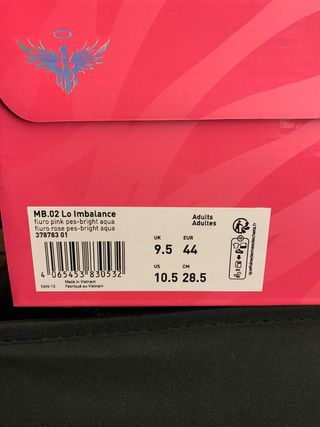 MB.02 Lo Imbalance
fluro pink pes-bright aqua
fluro rose pes-bright aqua
378783 01
Adults
Adultes
UK EUR
9.5 44
US CM
10.5 28.5
4 065453 830532
EAN-13
Made in Vietnam
Fabriqué au Vietnam